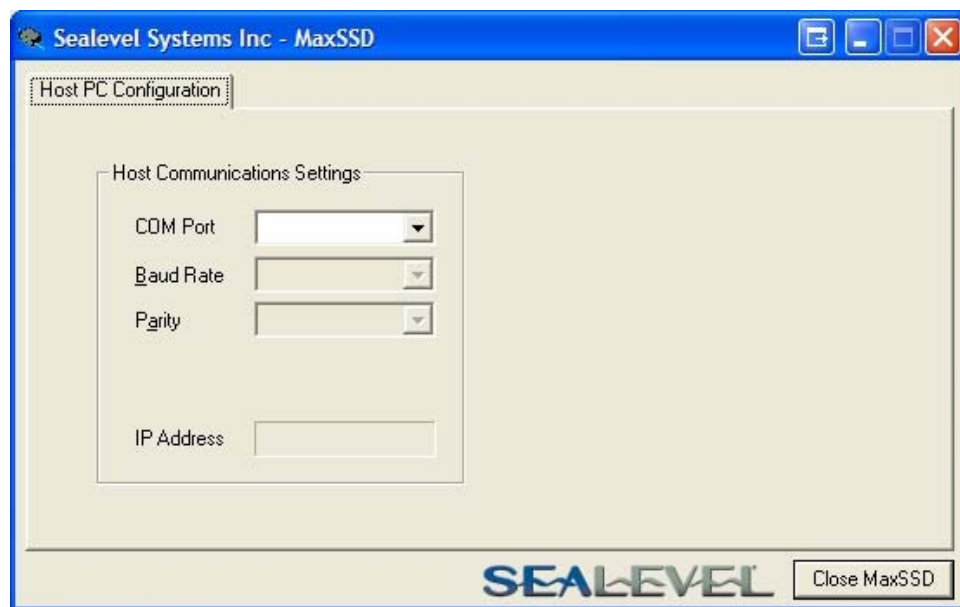 Sealevel Systems Inc - MaxSSD
Host PC Configuration
Host Communications Settings
COM Port
Baud Rate
Parity
IP Address
SEALEVEL
Close MaxSSD